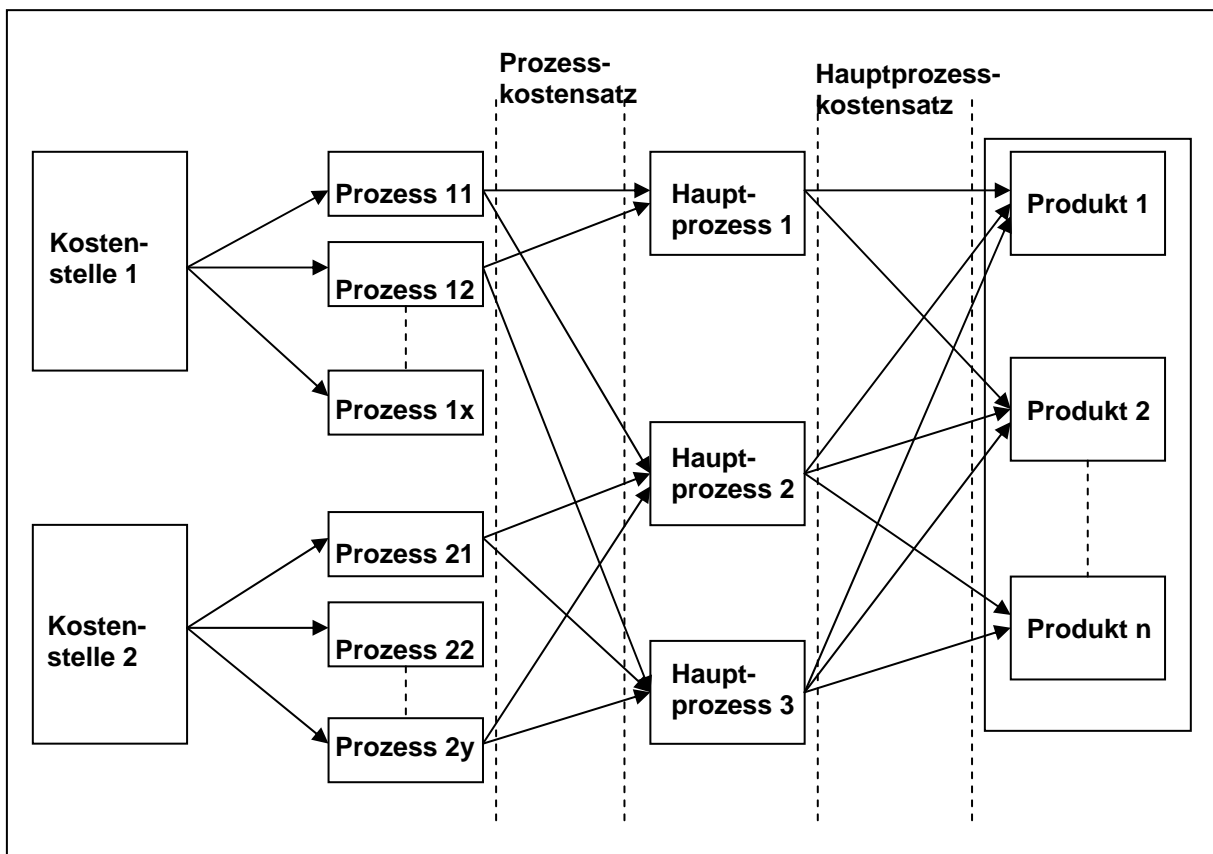 Prozess-
kostensatz
Hauptprozess-
kostensatz
Kosten-
stelle 1
Prozess 11
Prozess 12
Prozess 1x
Haupt-
prozess 1
Produkt 1
Produkt 2
Haupt-
prozess 2
Kosten-
stelle 2
Prozess 21
Prozess 22
Prozess 2y
Haupt-
prozess 3
Produkt n